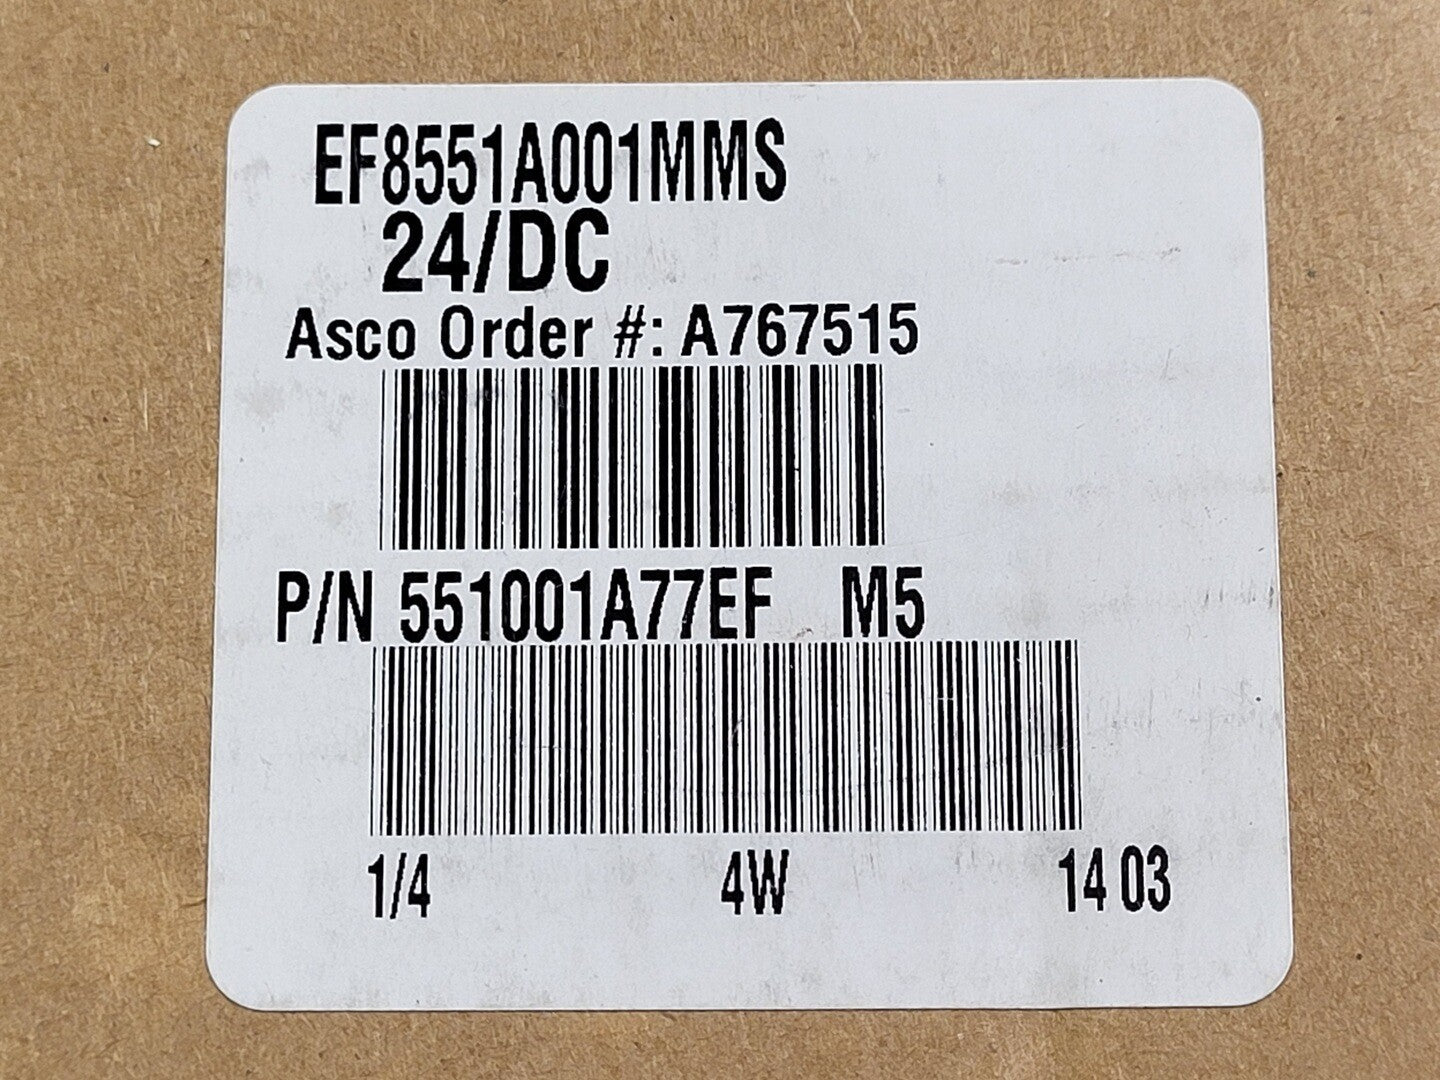 EF8551A001MMS
24/DC
Asco Order #: A767515
P/N 551001A77EF M5
1/4 4W 14 03